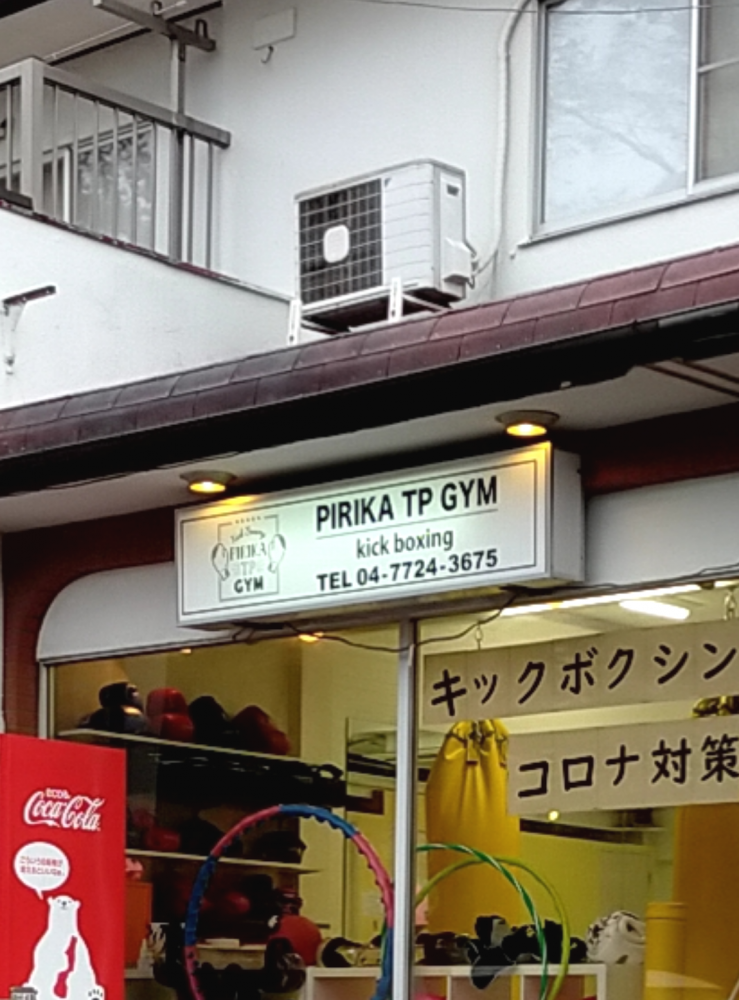 PIRIKA TP GYM
kick boxing
TEL 04-7724-3675
PIRIKA
TP
GYM
キックボクシン
コロナ対策
Coca-Cola